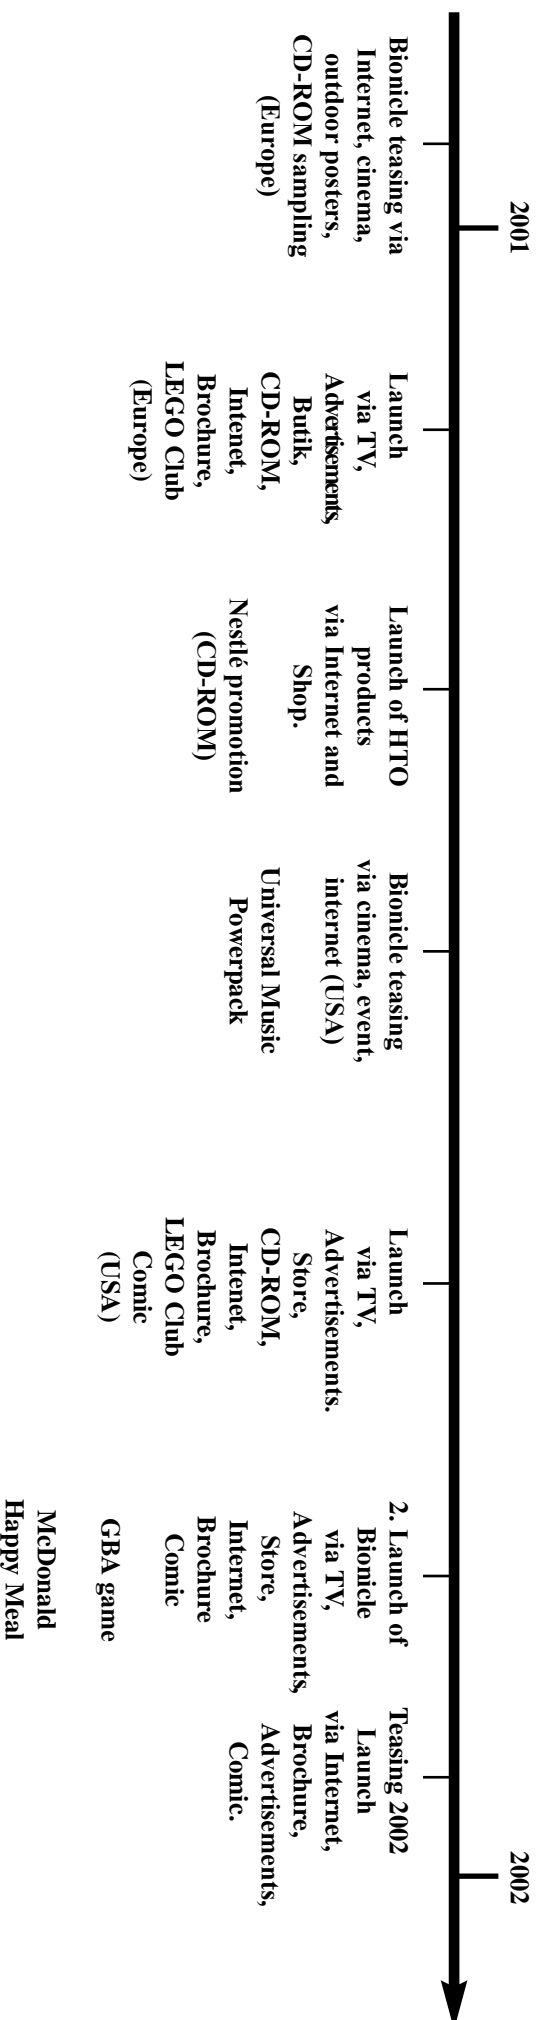 2001
2002
Bionicle teasing via
Internet, cinema,
outdoor posters,
CD-ROM sampling
(Europe)
Launch
via TV,
Advertisements,
Butik,
CD-ROM,
Intenet,
Brochure,
LEGO Club
(Europe)
Launch of HTO
products
via Internet and
Shop.
Nestlé promotion
(CD-ROM)
Bionicle teasing
via cinema, event,
internet (USA)
Universal Music
Powerpack
Launch
via TV,
Advertisements.
Store,
CD-ROM,
Intenet,
Brochure,
LEGO Club
Comic
(USA)
2. Launch of
Bionicle
via TV,
Advertisements,
Store,
Internet,
Brochure
Comic
GBA game
McDonald
Happy Meal
Teasing 2002
Launch
via Internet,
Brochure,
Advertisements,
Comic.